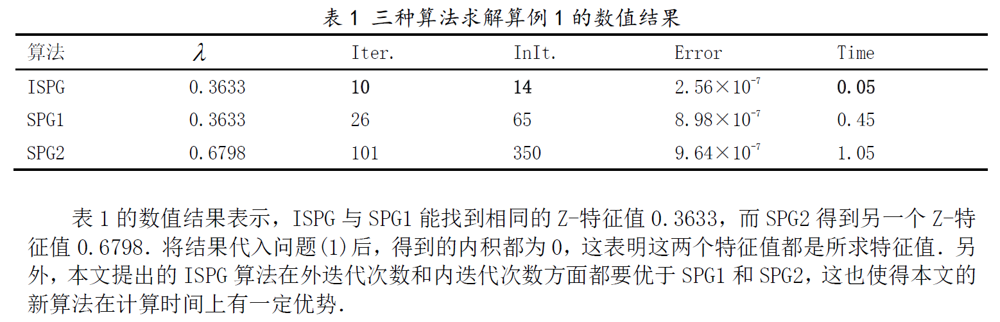 表 1 三种算法求解算例 1 的数值结果
算法 λ Iter. InIt. Error Time
ISPG 0.3633 10 14 2.56×10⁻⁷ 0.05
SPG1 0.3633 26 65 8.98×10⁻⁷ 0.45
SPG2 0.6798 101 350 9.64×10⁻⁷ 1.05
表 1 的数值结果表示，ISPG 与 SPG1 能找到相同的 Z-特征值 0.3633，而 SPG2 得到另一个 Z-特
征值 0.6798．将结果代入问题(1)后，得到的内积都为 0，这表明这两个特征值都是所求特征值．另
外，本文提出的 ISPG 算法在外迭代次数和内迭代次数方面都要优于 SPG1 和 SPG2，这也使得本文的
新算法在计算时间上有一定优势．